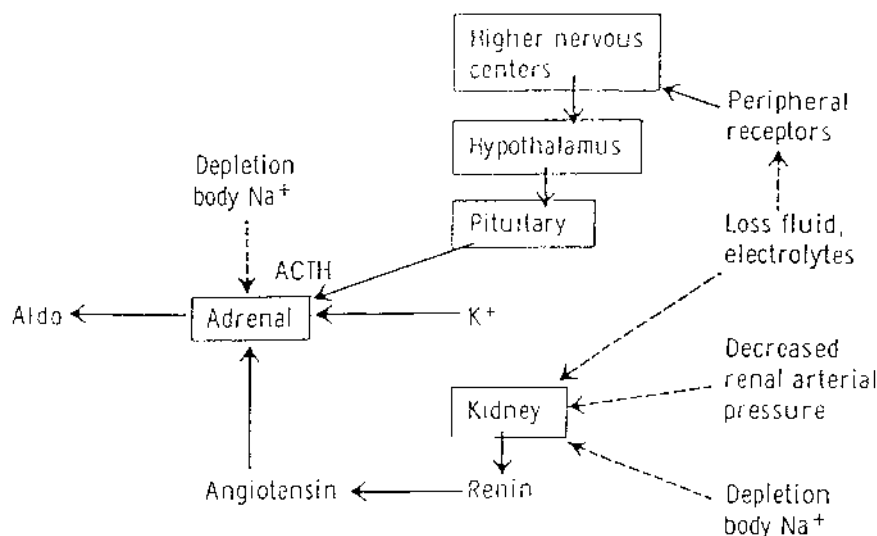 Higher nervous
centers
Peripheral
receptors
Hypothalamus
Depletion
body Na⁺
Pituitary
Loss fluid,
electrolytes
ACTH
Aldo
Adrenal
K⁺
Decreased
renal arterial
pressure
Kidney
Angiotensin
Renin
Depletion
body Na⁺